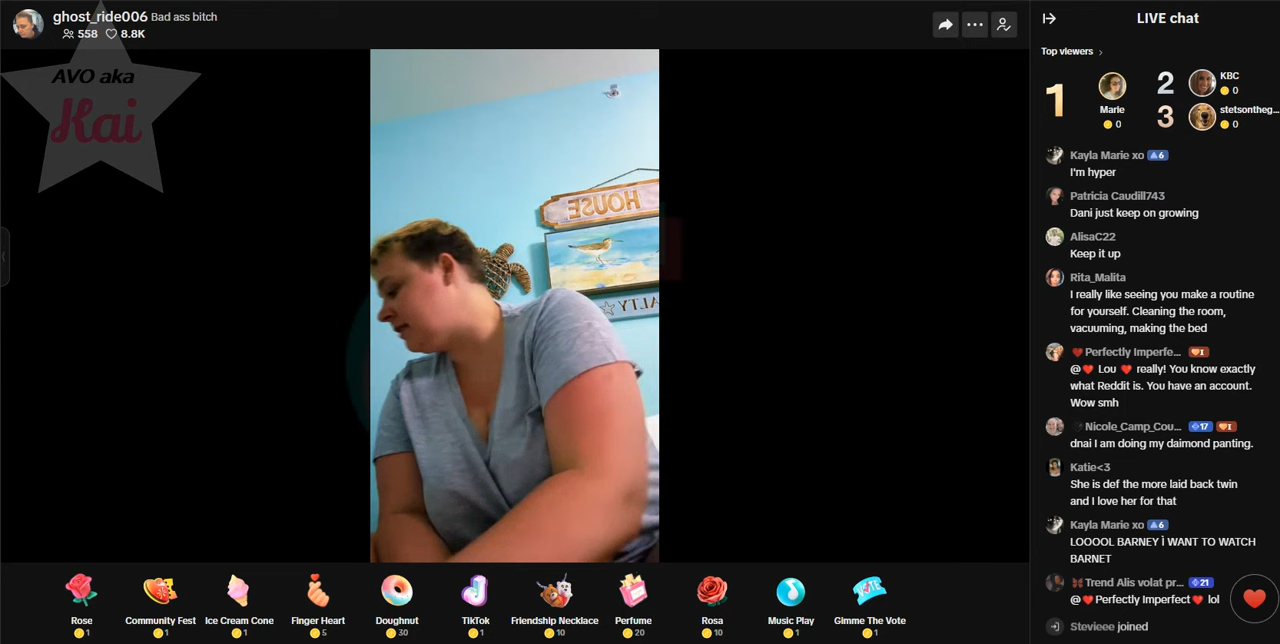 ghost_ride006 Bad ass bitch
558 8.8K
AVO aka
Kai
HOUSE
ALTY
LIVE chat
Top viewers
1
Marie
0
2
KBC
0
3
stetsontheg...
0
Kayla Marie xo 6
I'm hyper
Patricia Caudill743
Dani just keep on growing
AlisaC22
Keep it up
Rita_Malita
I really like seeing you make a routine
for yourself. Cleaning the room,
vacuuming, making the bed
Perfectly Imperfe... I
@❤️ Lou ❤️ really! You know exactly
what Reddit is. You have an account.
Wow smh
Nicole_Camp_Cou... 17 I
dnai I am doing my daimond panting.
Katie<3
She is def the more laid back twin
and I love her for that
Kayla Marie xo 6
LOOOOL BARNEY Ì WANT TO WATCH
BARNET
Trend Alis volat pr... 21
@❤️Perfectly Imperfect❤️ lol
Stevieee joined
Rose
1
Community Fest
1
Ice Cream Cone
1
Finger Heart
5
Doughnut
30
TikTok
1
Friendship Necklace
10
Perfume
20
Rosa
10
Music Play
1
VOTE
Gimme The Vote
1